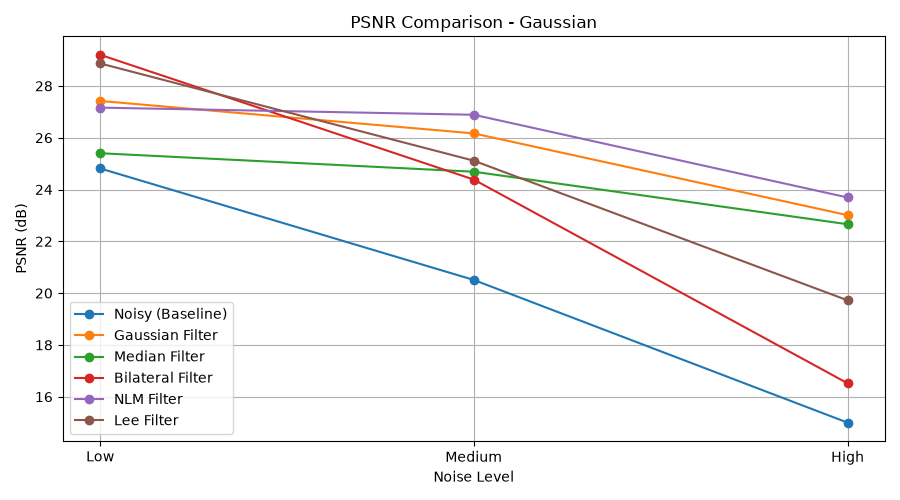 PSNR Comparison - Gaussian
PSNR (dB)
28
26
24
22
20
18
16
Noisy (Baseline)
Gaussian Filter
Median Filter
Bilateral Filter
NLM Filter
Lee Filter
Low
Medium
High
Noise Level